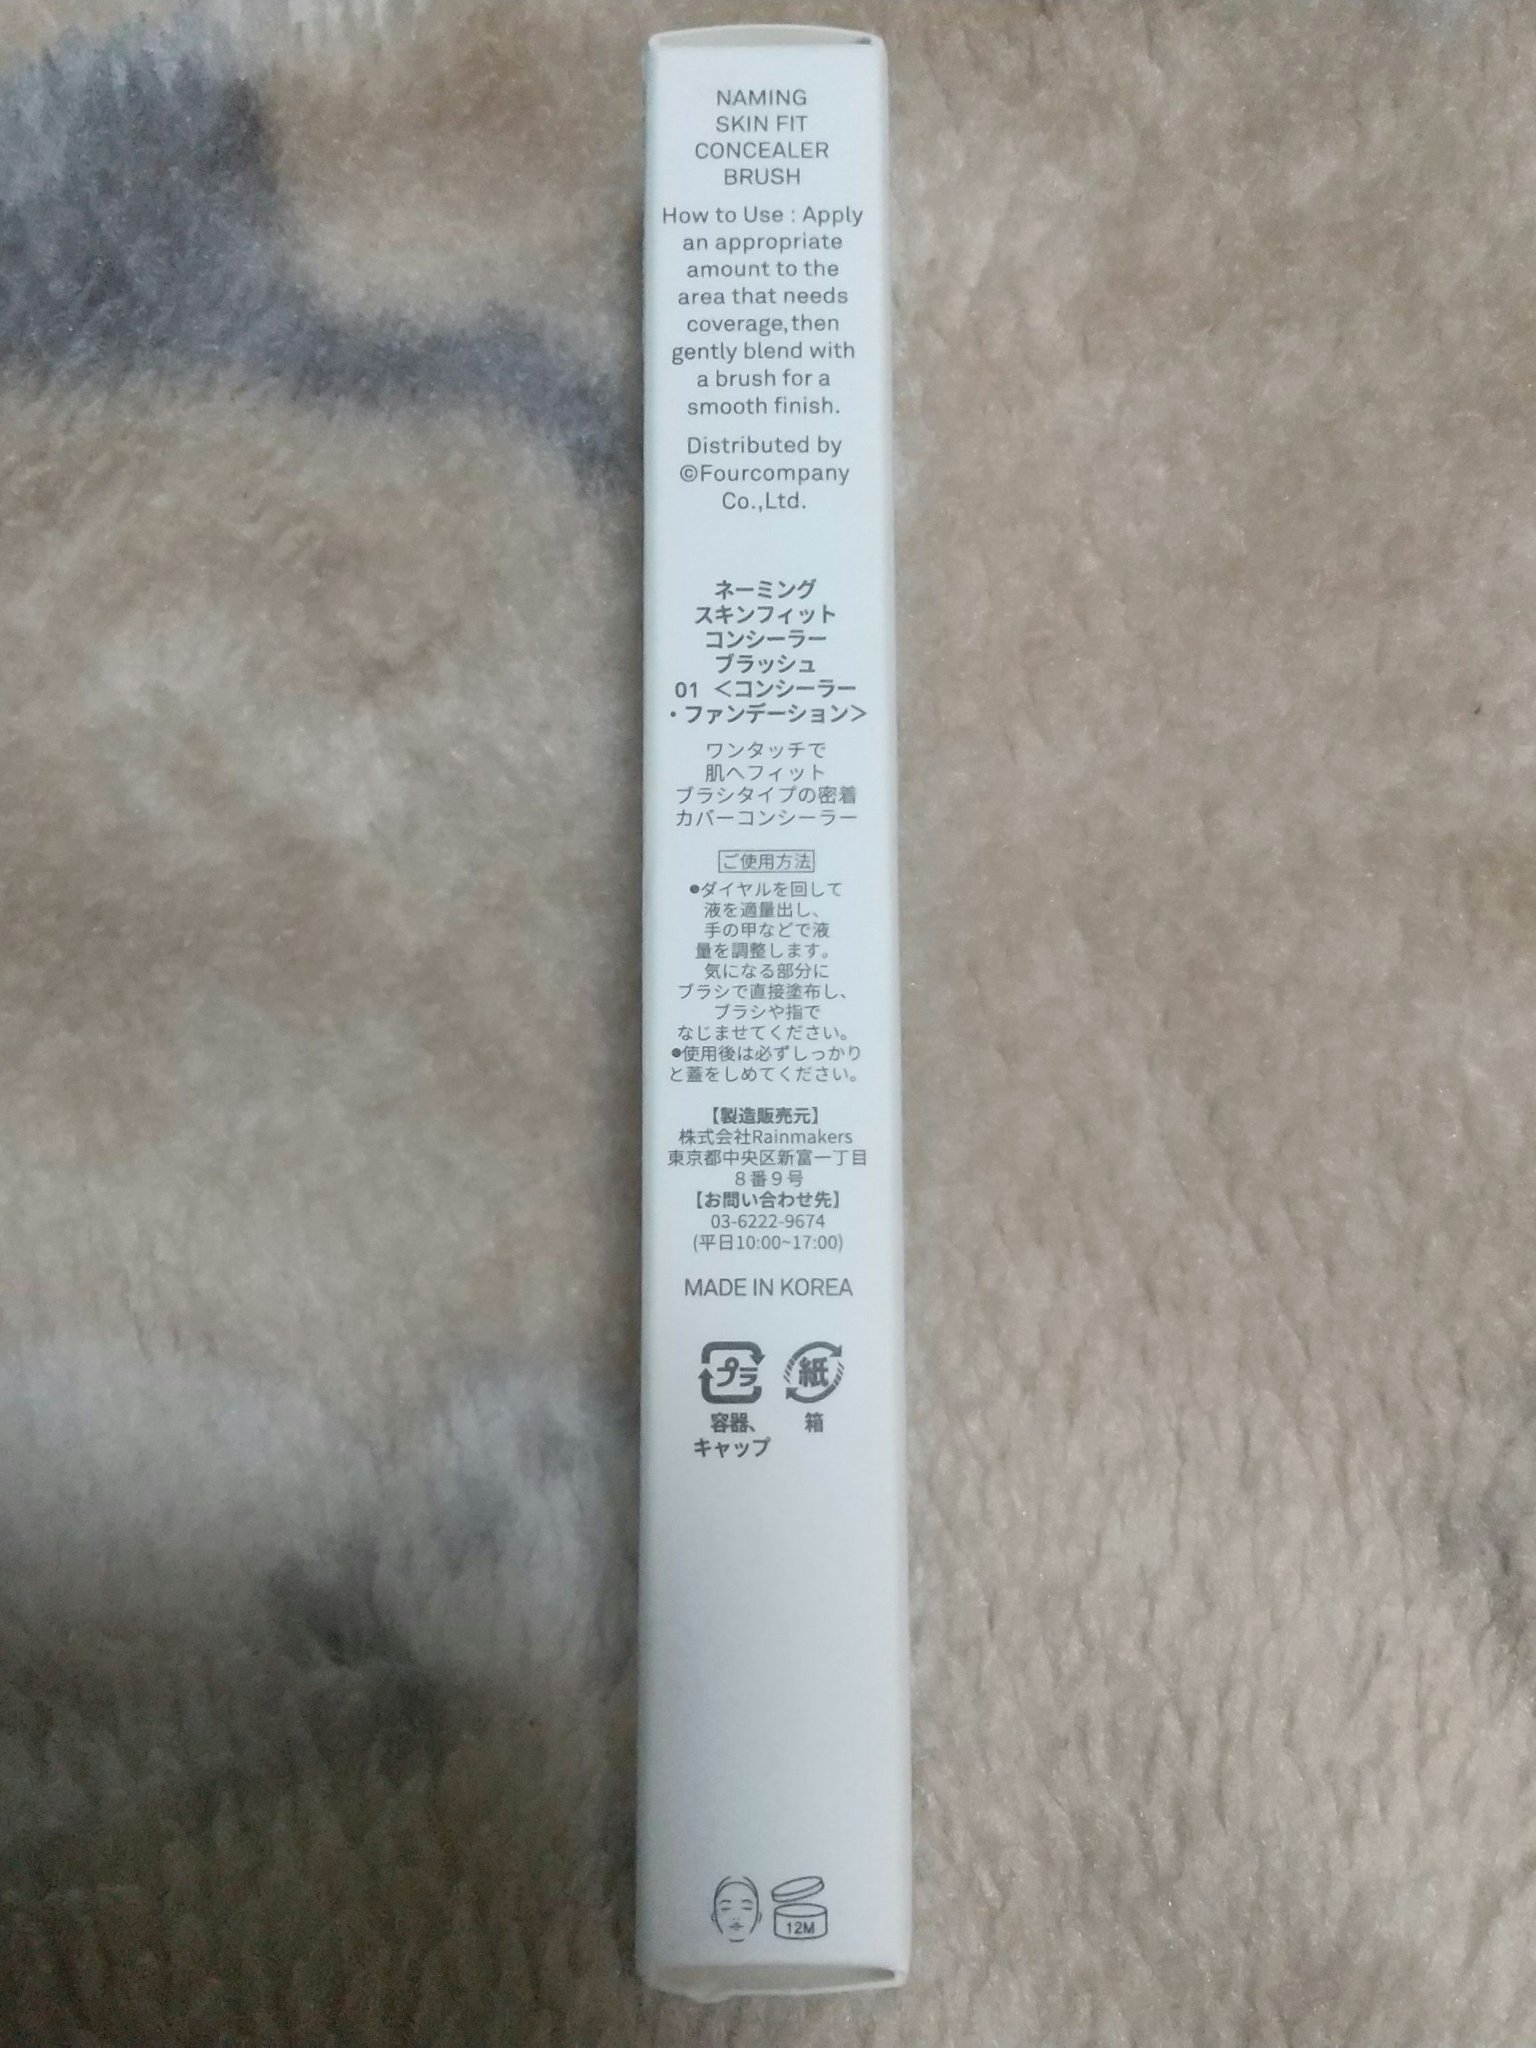 NAMING
SKIN FIT
CONCEALER
BRUSH
How to Use : Apply
an appropriate
amount to the
area that needs
coverage,then
gently blend with
a brush for a
smooth finish.
Distributed by
©Fourcompany
Co.,Ltd.
ネーミング
スキンフィット
コンシーラー
ブラッシュ
01 ＜コンシーラー
・ファンデーション＞
ワンタッチで
肌へフィット
ブラシタイプの密着
カバーコンシーラー
ご使用方法
●ダイヤルを回して
液を適量出し、
手の甲などで液
量を調整します。
気になる部分に
ブラシで直接塗布し、
ブラシや指で
なじませてください。
●使用後は必ずしっかり
と蓋をしめてください。
【製造販売元】
株式会社Rainmakers
東京都中央区新富一丁目
８番９号
【お問い合わせ先】
03-6222-9674
(平日10:00~17:00)
MADE IN KOREA
プラ 紙
容器、 箱
キャップ
12M